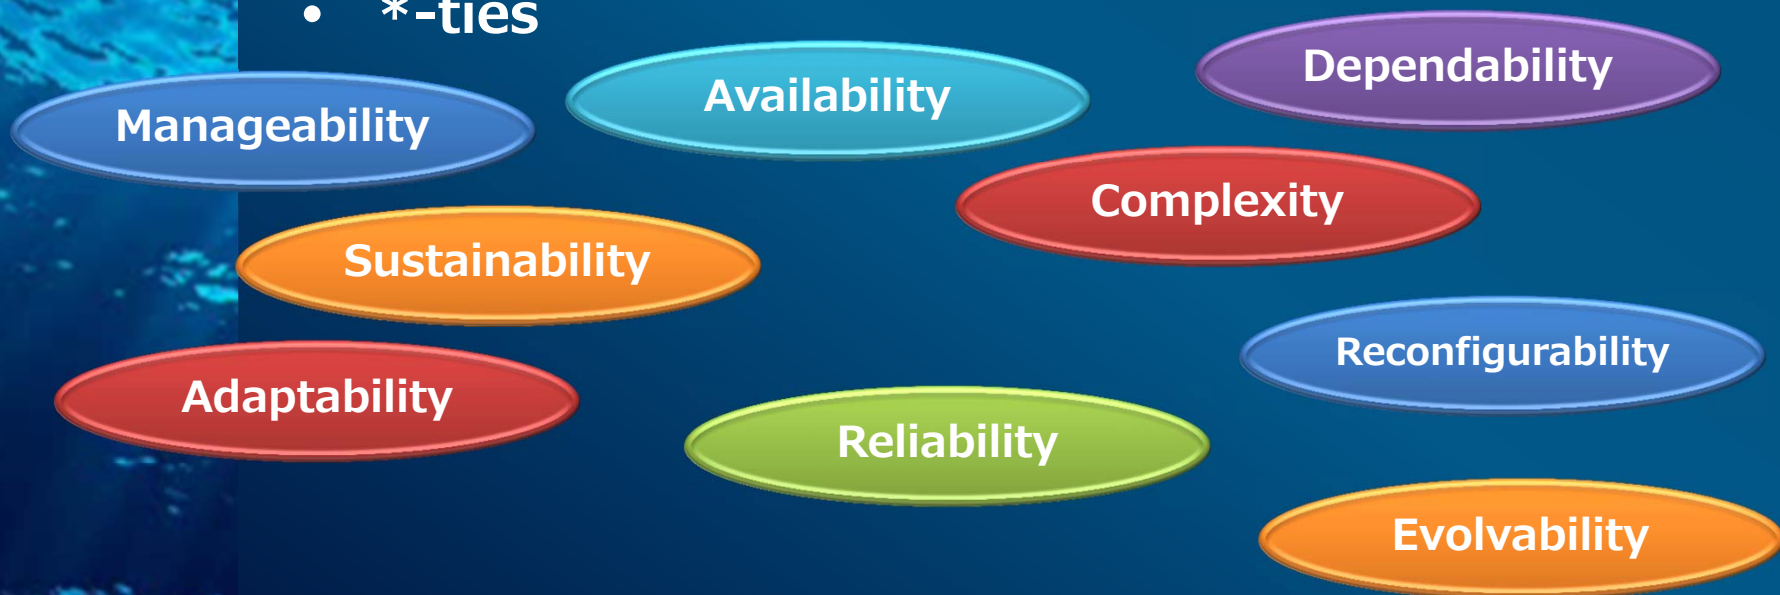 • *-ties
Dependability
Availability
Manageability
Complexity
Sustainability
Reconfigurability
Adaptability
Reliability
Evolvability